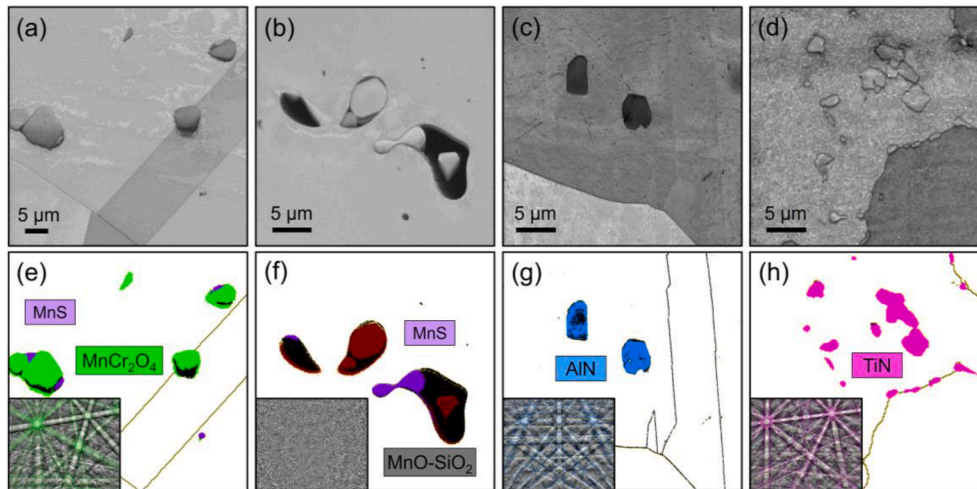 (a)
(b)
(c)
(d)
5 μm
5 μm
5 μm
5 μm
(e)
(f)
(g)
(h)
MnS
MnS
MnCr₂O₄
AlN
TiN
MnO-SiO₂